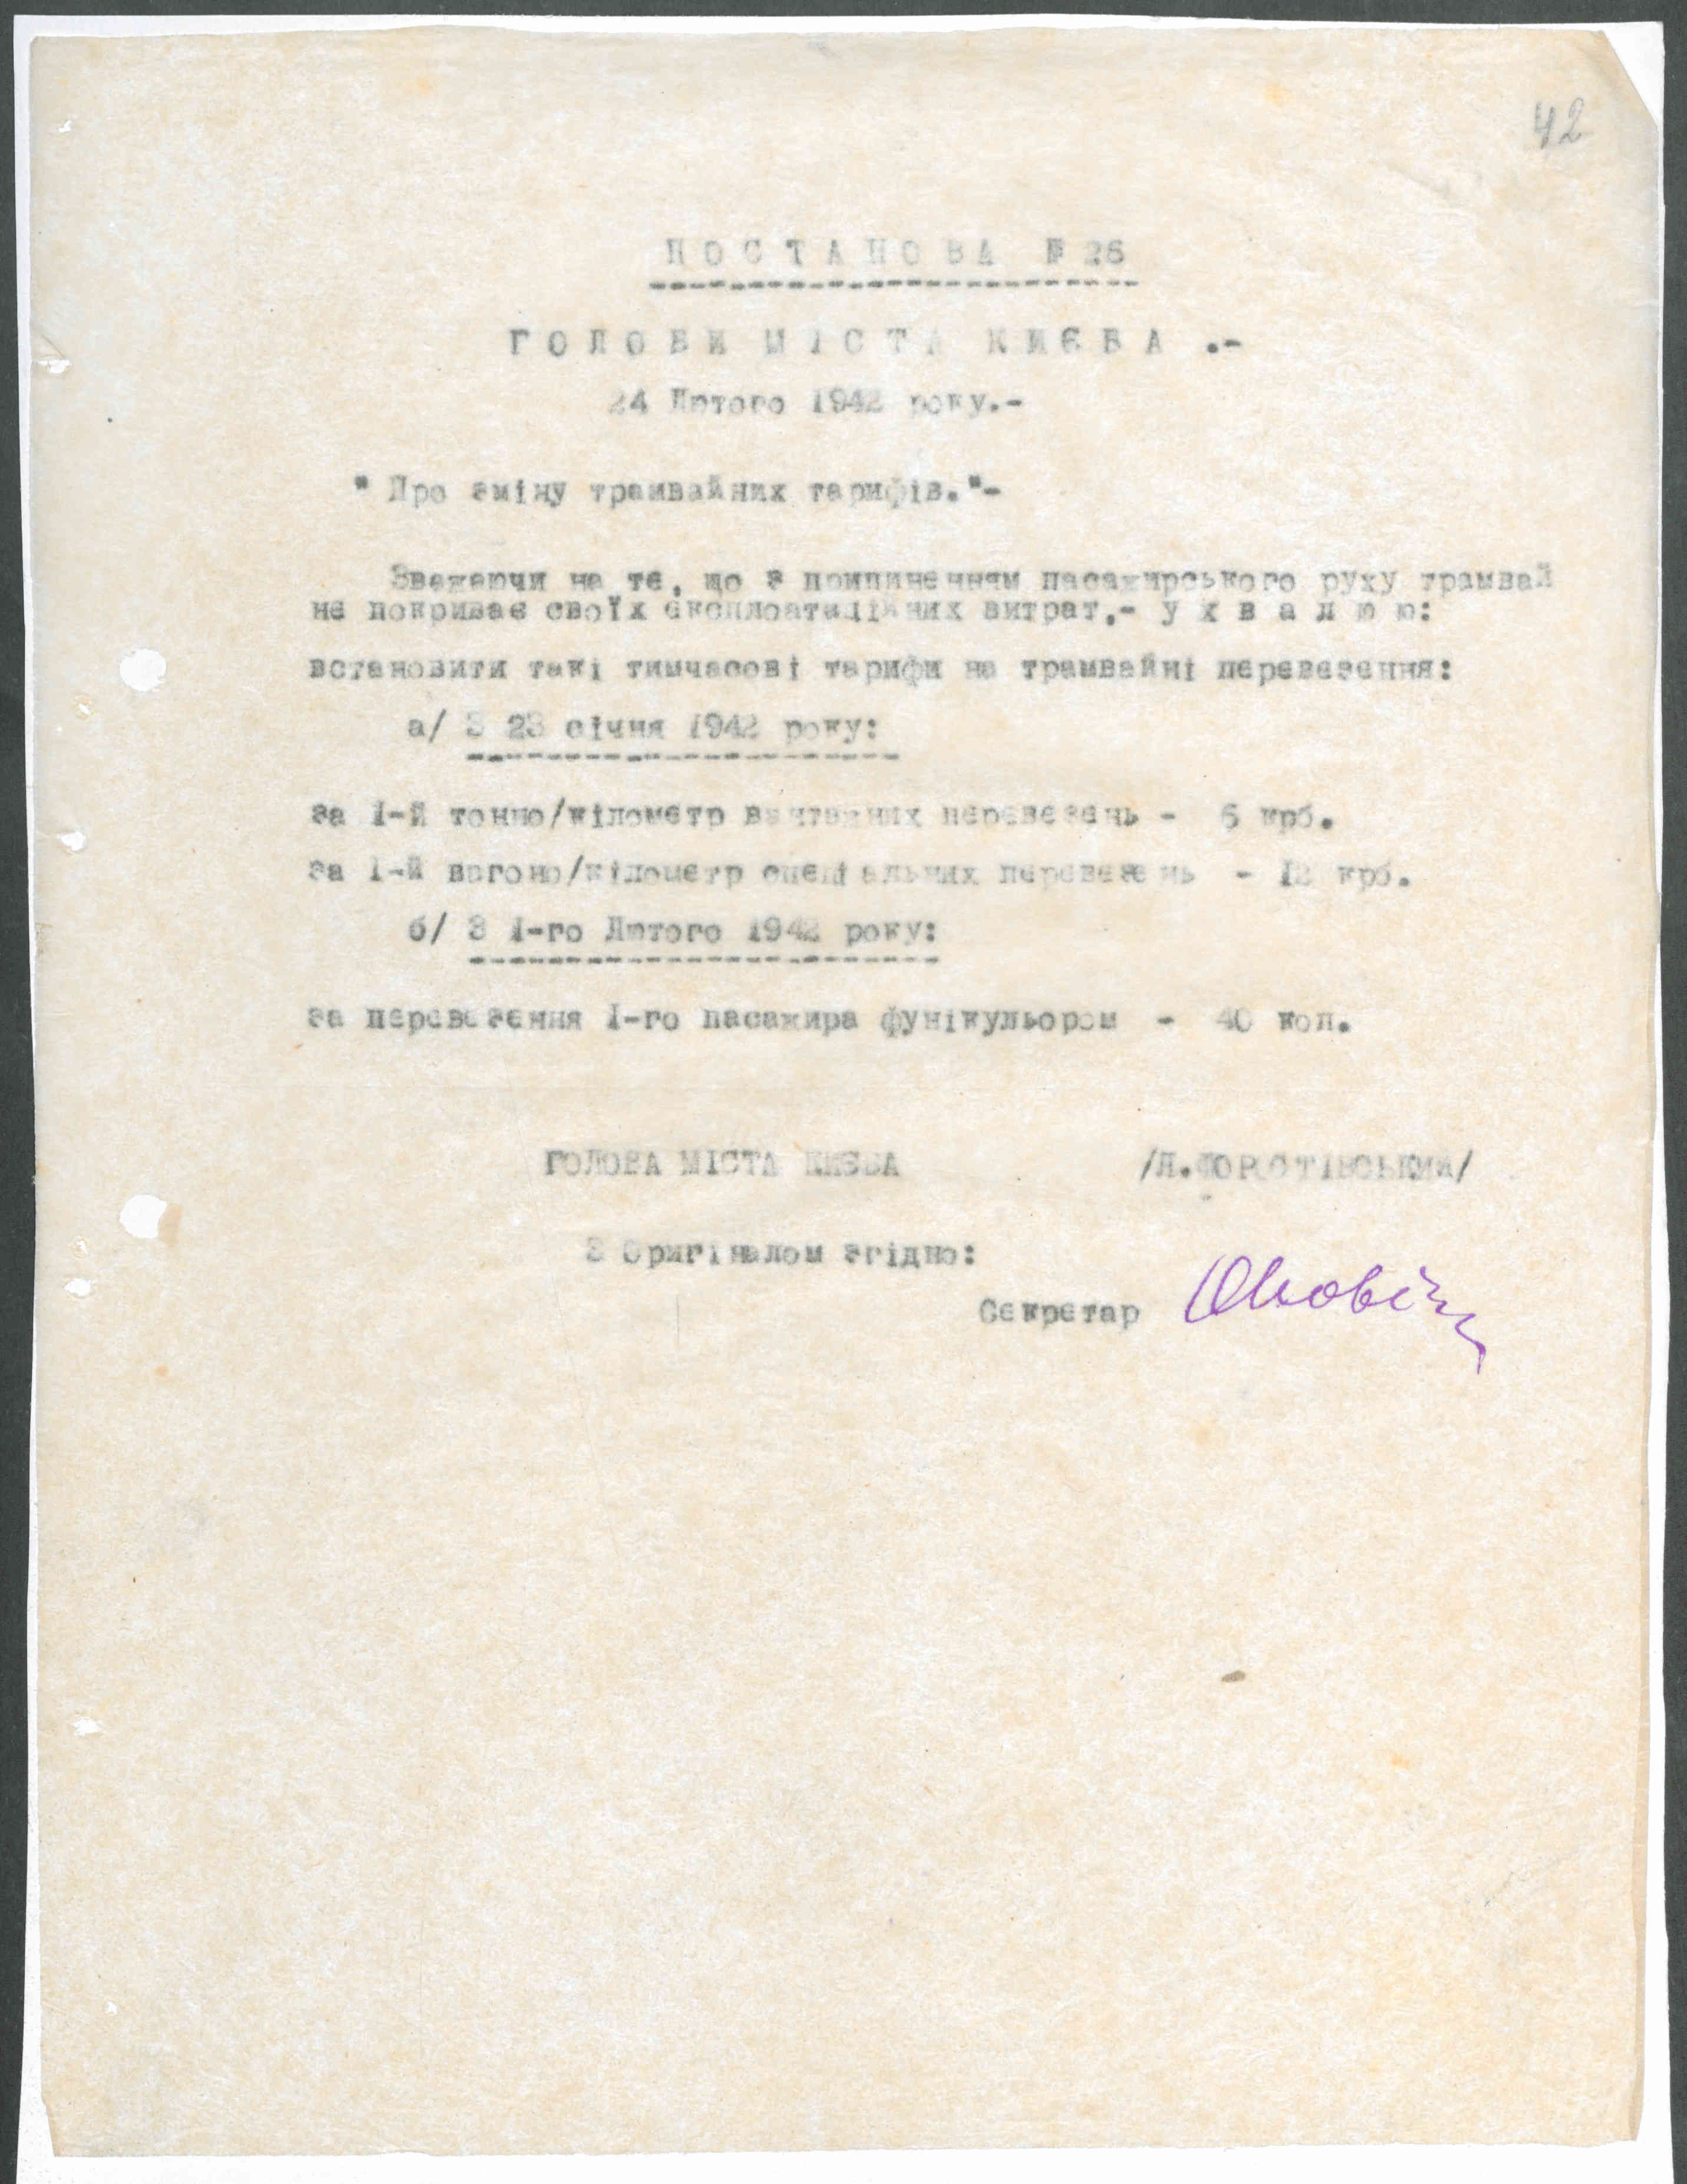 42
ПОСТАНОВА № 26
ГОЛОВИ МІСТА КИЄВА .-
24 Лютого 1942 року.-
" Про зміну трамвайних тарифів."-
Зважаючи на те, що з припиненням пасажирського руху трамвай
не покриває своїх експлоатаційних витрат,- у х в а л ю ю:
встановити такі тимчасові тарифи на трамвайні перевезення:
а/ З 23 січня 1942 року:
за 1-й тонно/кілометр вантажних перевезень - 6 крб.
за 1-й вагоно/кілометр спеціальних перевезень - 12 крб.
б/ З 1-го Лютого 1942 року:
за перевезення 1-го пасажира фунікульором - 40 коп.
ГОЛОВА МІСТА КИЄВА /Л.ФОРОСТІВСЬКИЙ/
З Оригіналом згідно:
Секретар